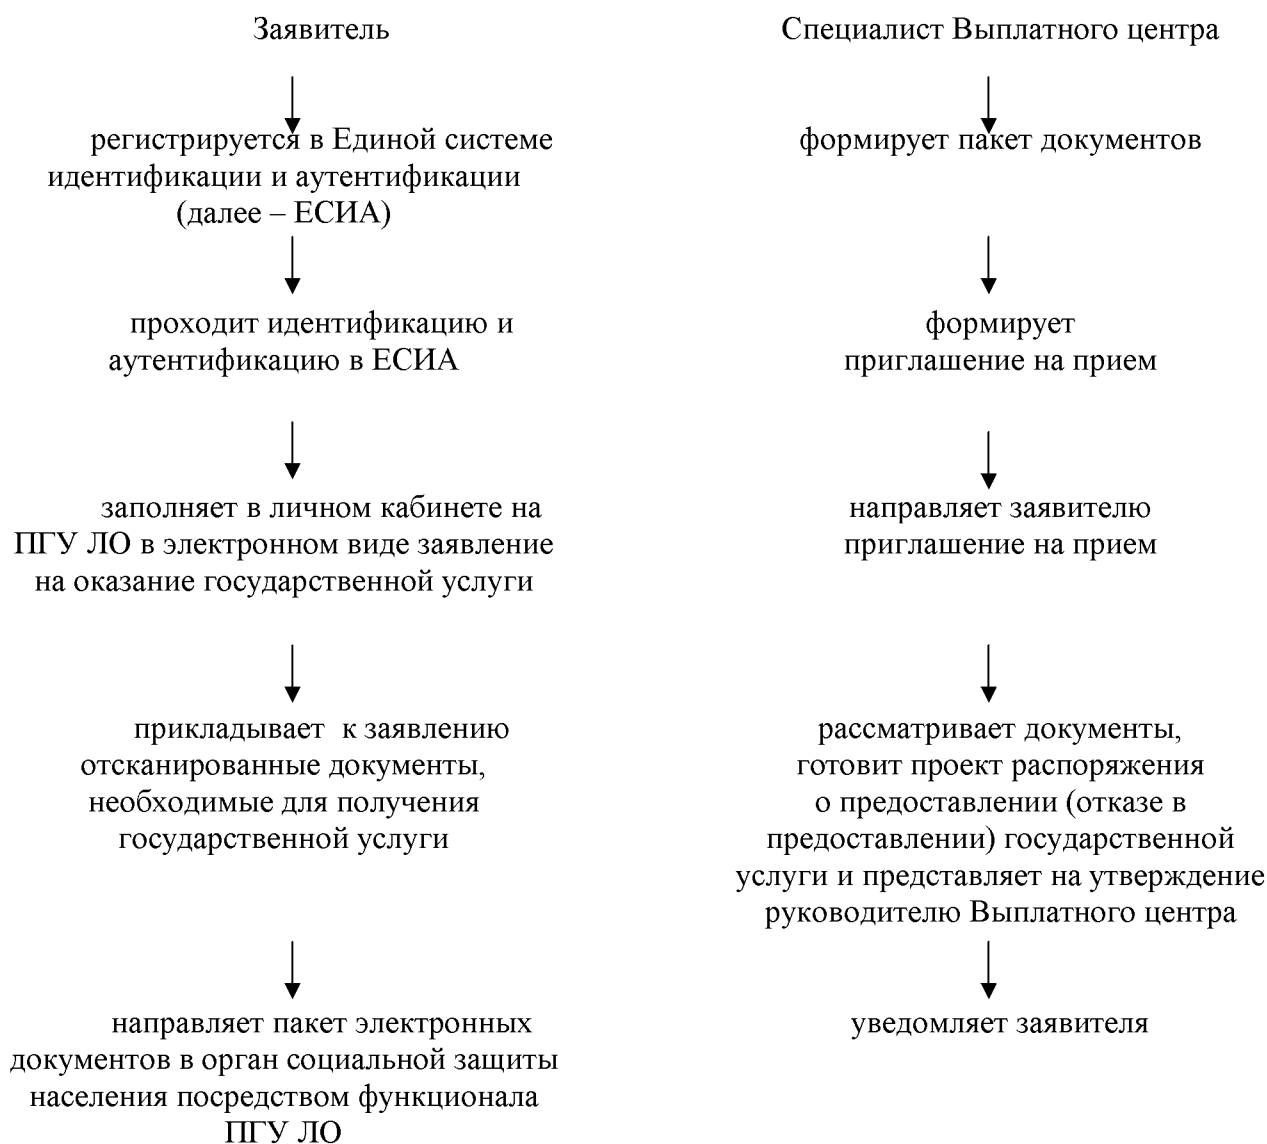 Заявитель
регистрируется в Единой системе
идентификации и аутентификации
(далее – ЕСИА)
проходит идентификацию и
аутентификацию в ЕСИА
заполняет в личном кабинете на
ПГУ ЛО в электронном виде заявление
на оказание государственной услуги
прикладывает к заявлению
отсканированные документы,
необходимые для получения
государственной услуги
направляет пакет электронных
документов в орган социальной защиты
населения посредством функционала
ПГУ ЛО
Специалист Выплатного центра
формирует пакет документов
формирует
приглашение на прием
направляет заявителю
приглашение на прием
рассматривает документы,
готовит проект распоряжения
о предоставлении (отказе в
предоставлении) государственной
услуги и представляет на утверждение
руководителю Выплатного центра
уведомляет заявителя